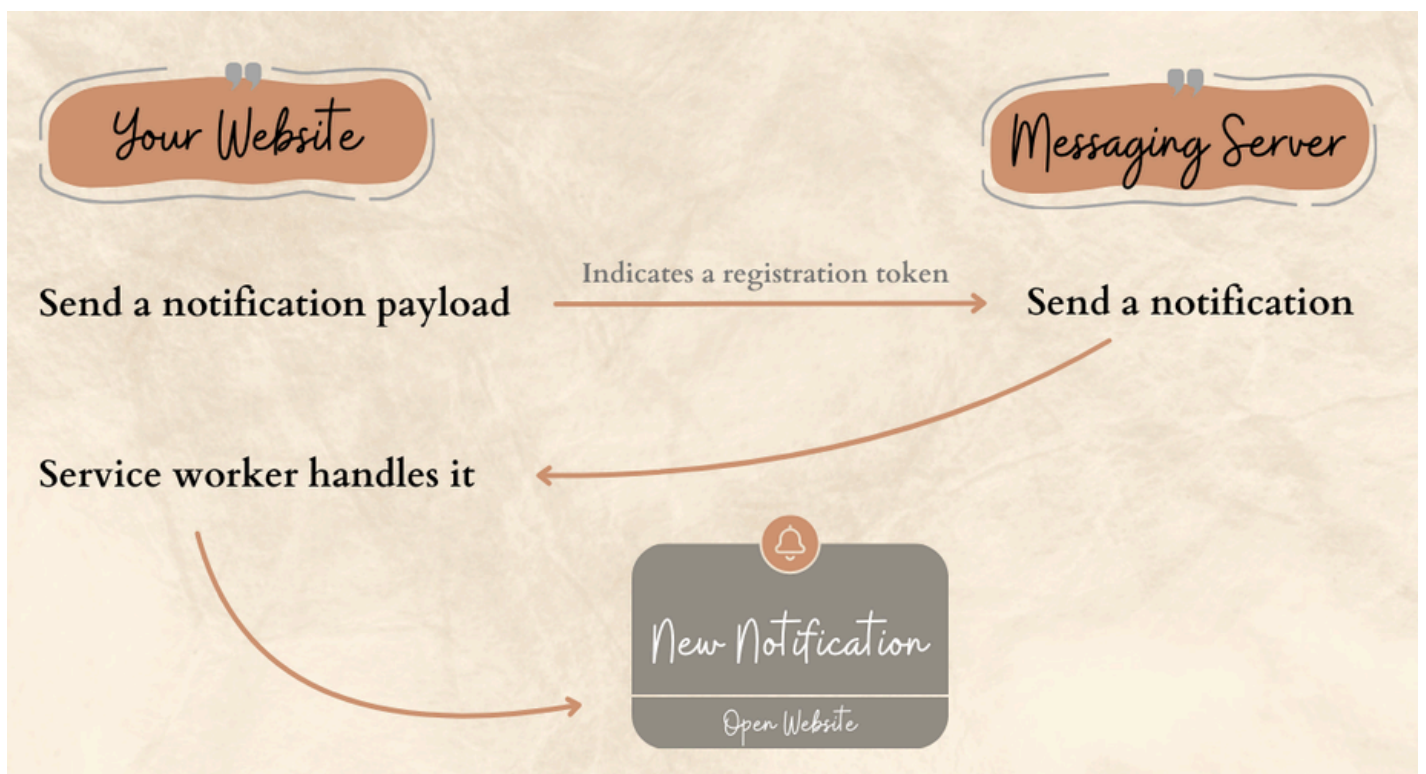 Your Website
Messaging Server
Indicates a registration token
Send a notification payload
Send a notification
Service worker handles it
New Notification
Open Website